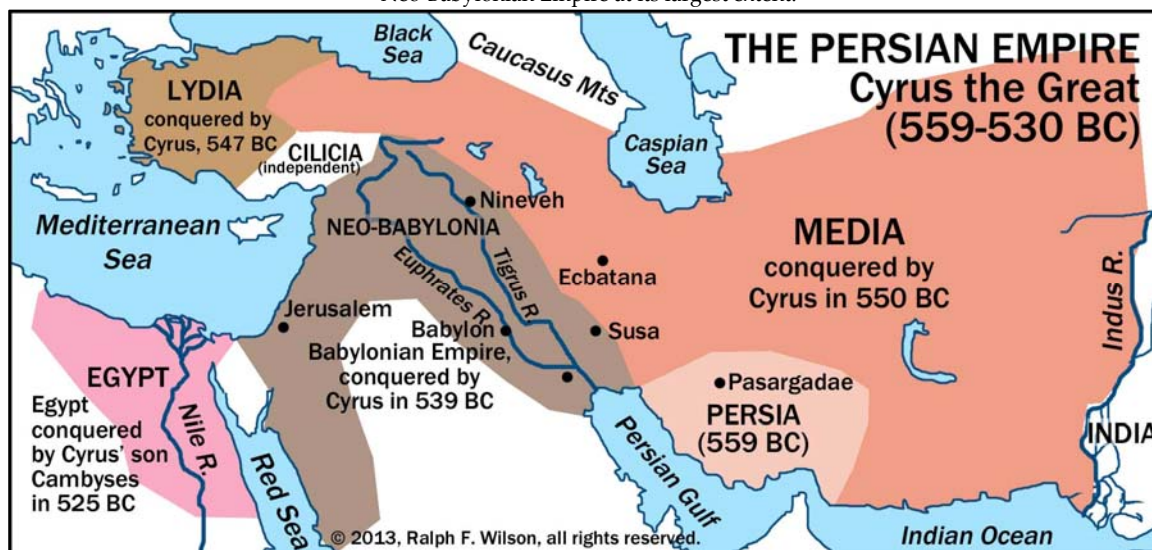 Neo-Babylonian Empire at its largest extent.
THE PERSIAN EMPIRE
Cyrus the Great
(559-530 BC)
Black
Sea
Caucasus Mts
Caspian
Sea
LYDIA
conquered by
Cyrus, 547 BC
CILICIA
(independent)
Mediterranean
Sea
Nineveh
NEO-BABYLONIA
Euphrates R.
Tigrus R.
Ecbatana
MEDIA
conquered by
Cyrus in 550 BC
Indus R.
Jerusalem
Babylon
Babylonian Empire,
conquered by
Cyrus in 539 BC
Susa
Pasargadae
PERSIA
(559 BC)
INDIA
EGYPT
Egypt
conquered
by Cyrus' son
Cambyses
in 525 BC
Nile R.
Red Sea
Persian Gulf
Indian Ocean
© 2013, Ralph F. Wilson, all rights reserved.